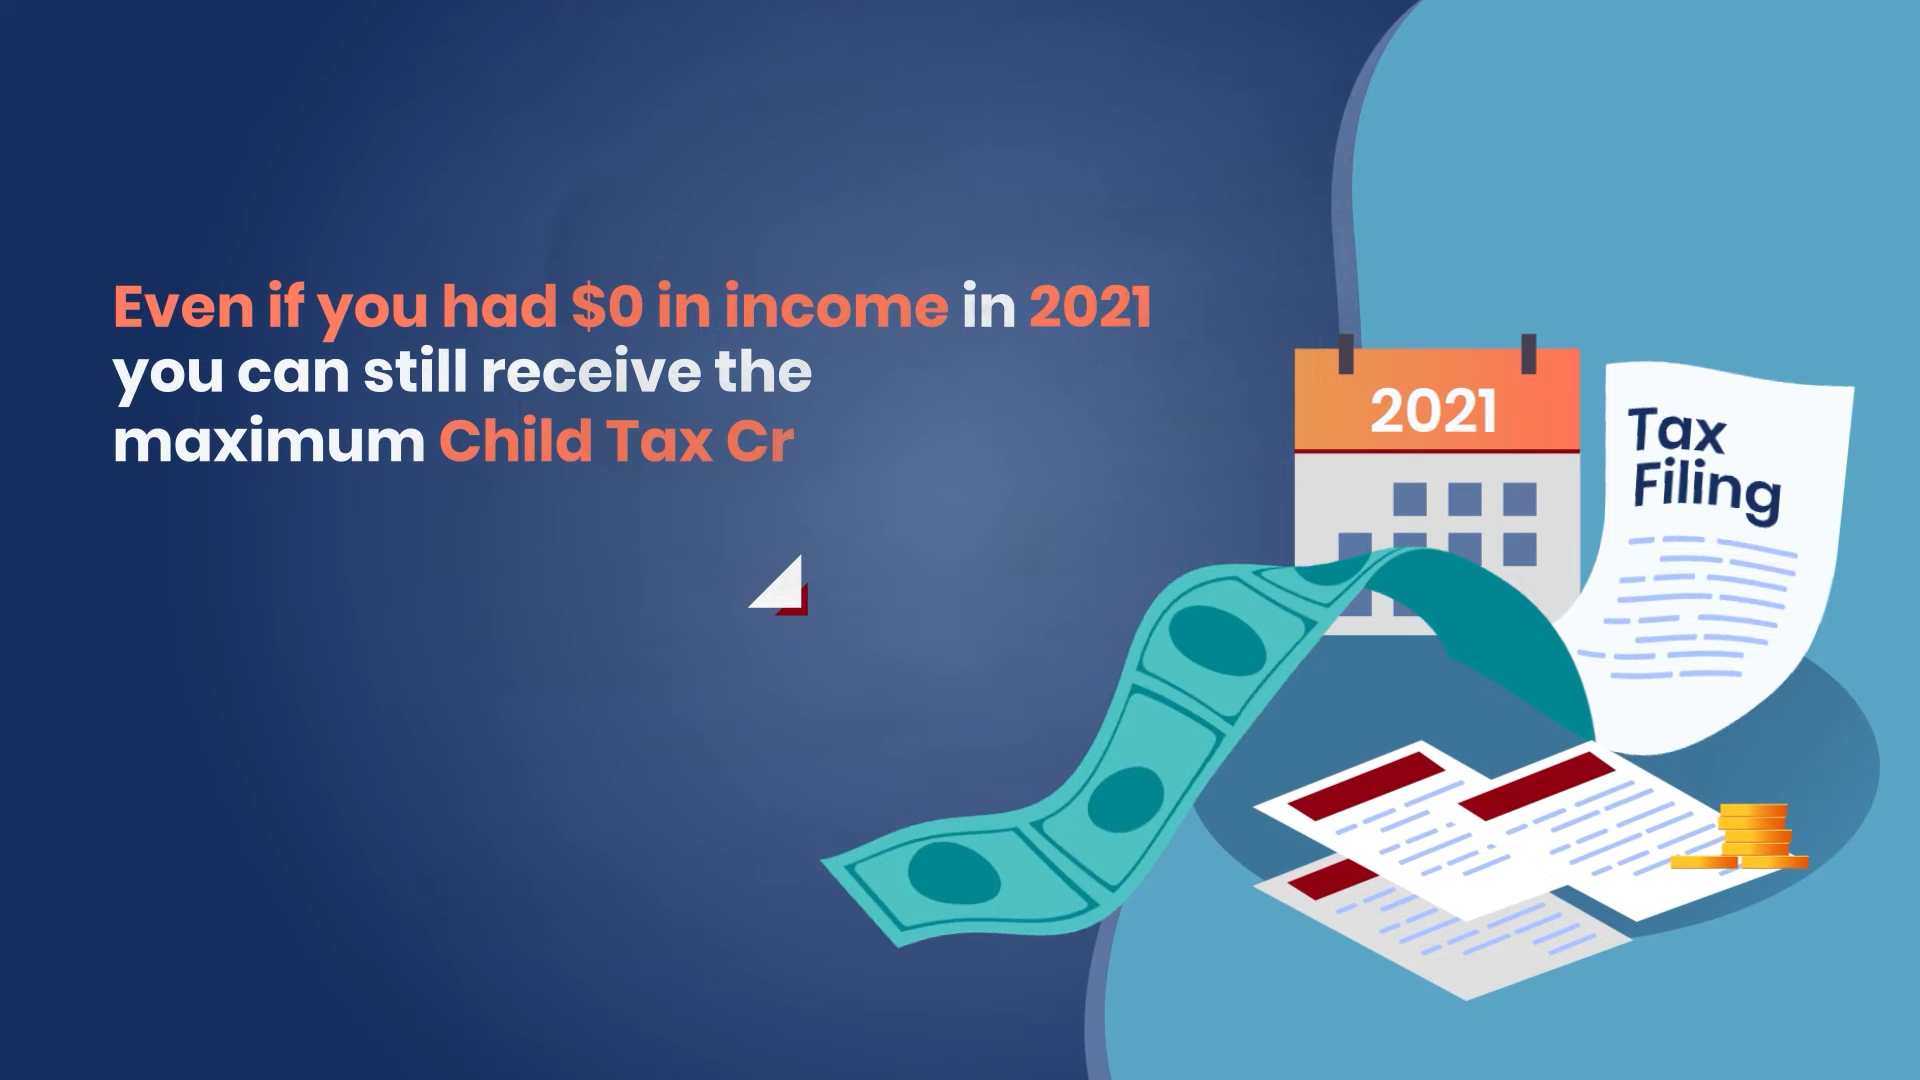 Even if you had $0 in income in 2021
you can still receive the
maximum Child Tax Cr
2021
Tax
Filing